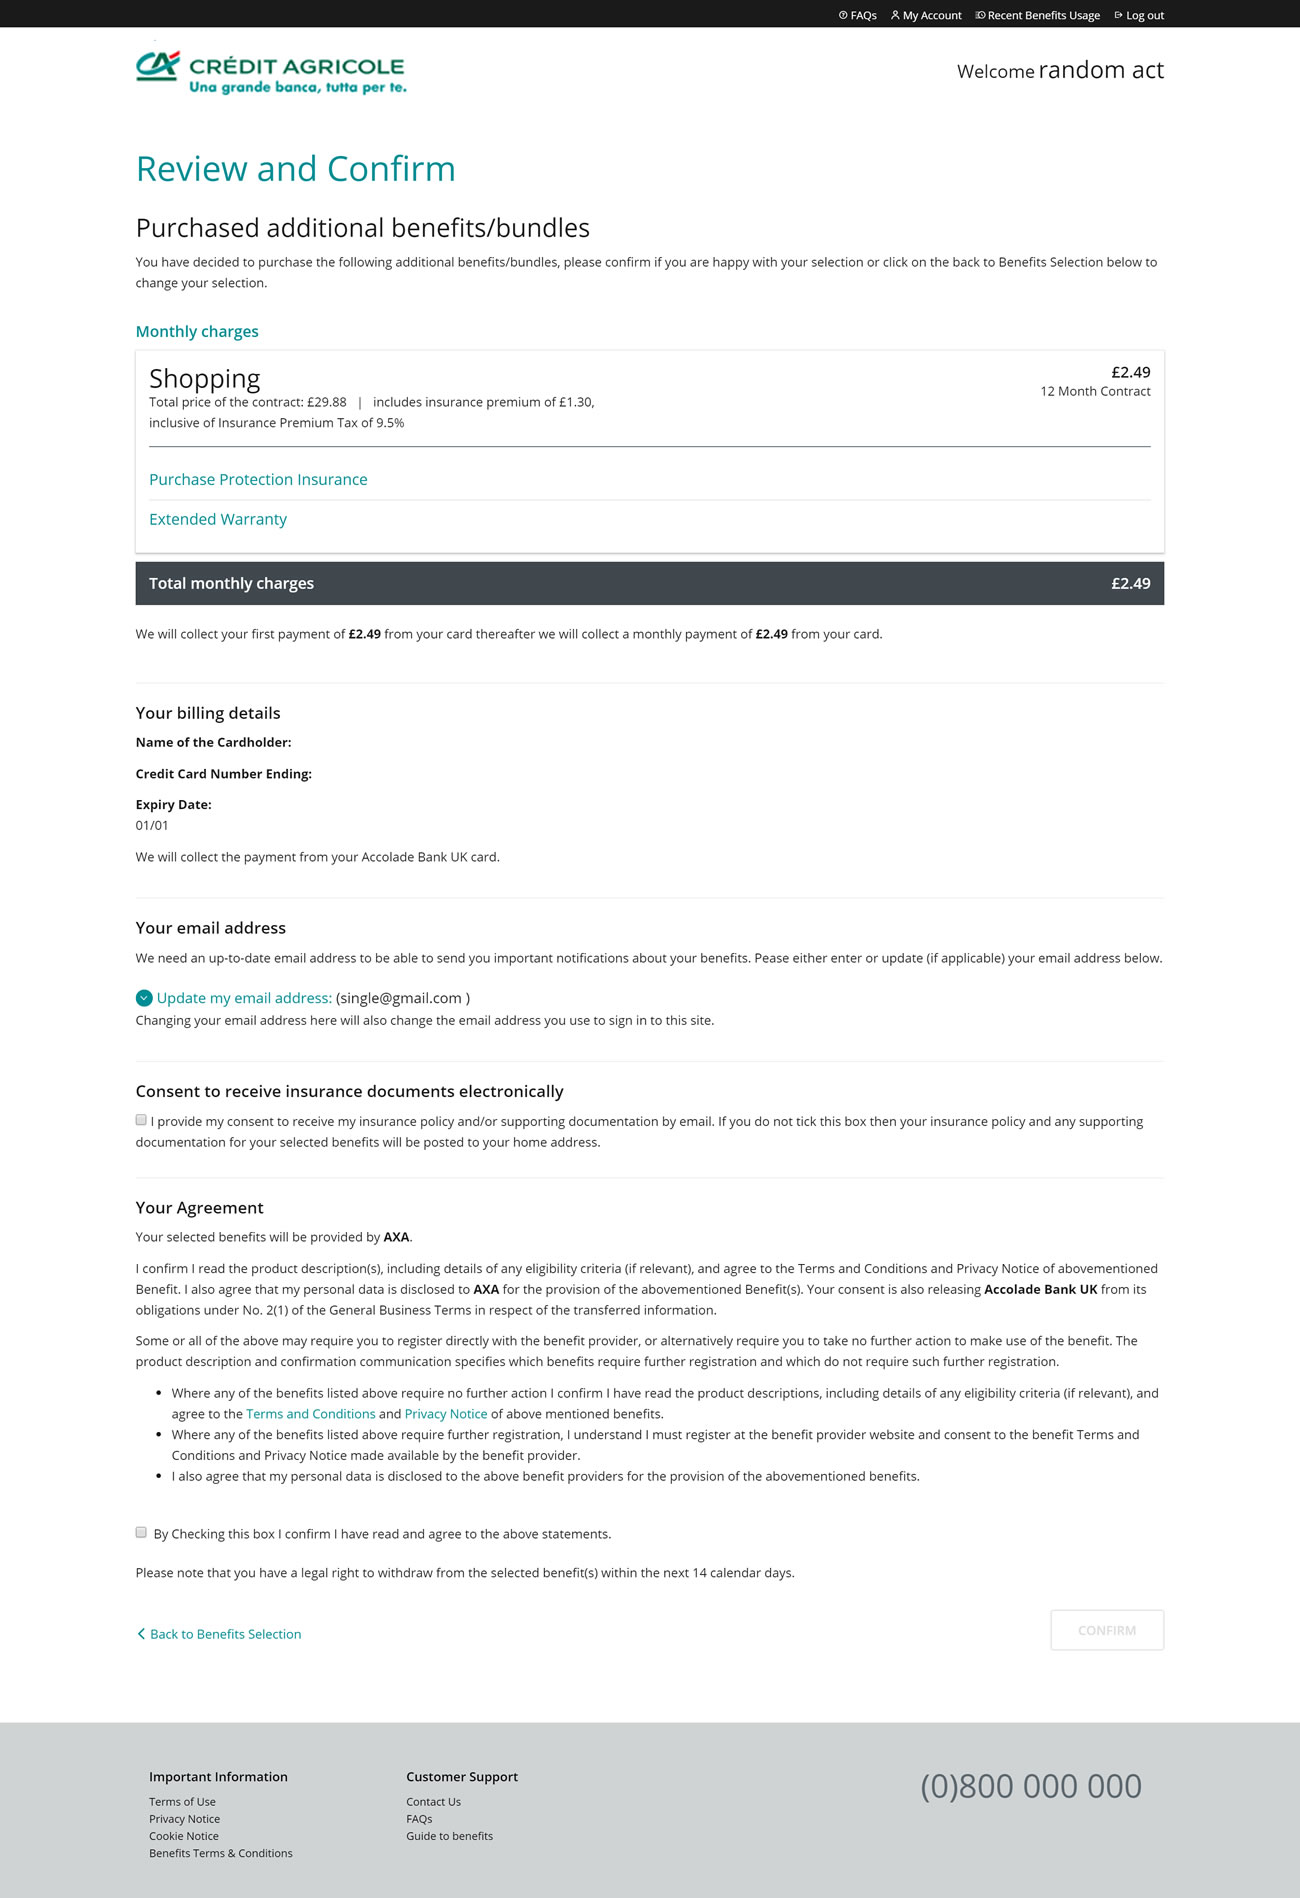 FAQs My Account Recent Benefits Usage Log out
CRÉDIT AGRICOLE
Una grande banca, tutta per te.
Welcome random act
Review and Confirm
Purchased additional benefits/bundles
You have decided to purchase the following additional benefits/bundles, please confirm if you are happy with your selection or click on the back to Benefits Selection below to
change your selection.
Monthly charges
Shopping
£2.49
Total price of the contract: £29.88 | includes insurance premium of £1.30,
12 Month Contract
inclusive of Insurance Premium Tax of 9.5%
Purchase Protection Insurance
Extended Warranty
Total monthly charges £2.49
We will collect your first payment of £2.49 from your card thereafter we will collect a monthly payment of £2.49 from your card.
Your billing details
Name of the Cardholder:
Credit Card Number Ending:
Expiry Date:
01/01
We will collect the payment from your Accolade Bank UK card.
Your email address
We need an up-to-date email address to be able to send you important notifications about your benefits. Pease either enter or update (if applicable) your email address below.
Update my email address: (single@gmail.com )
Changing your email address here will also change the email address you use to sign in to this site.
Consent to receive insurance documents electronically
I provide my consent to receive my insurance policy and/or supporting documentation by email. If you do not tick this box then your insurance policy and any supporting
documentation for your selected benefits will be posted to your home address.
Your Agreement
Your selected benefits will be provided by AXA.
I confirm I read the product description(s), including details of any eligibility criteria (if relevant), and agree to the Terms and Conditions and Privacy Notice of abovementioned
Benefit. I also agree that my personal data is disclosed to AXA for the provision of the abovementioned Benefit(s). Your consent is also releasing Accolade Bank UK from its
obligations under No. 2(1) of the General Business Terms in respect of the transferred information.
Some or all of the above may require you to register directly with the benefit provider, or alternatively require you to take no further action to make use of the benefit. The
product description and confirmation communication specifies which benefits require further registration and which do not require such further registration.
• Where any of the benefits listed above require no further action I confirm I have read the product descriptions, including details of any eligibility criteria (if relevant), and
agree to the Terms and Conditions and Privacy Notice of above mentioned benefits.
• Where any of the benefits listed above require further registration, I understand I must register at the benefit provider website and consent to the benefit Terms and
Conditions and Privacy Notice made available by the benefit provider.
• I also agree that my personal data is disclosed to the above benefit providers for the provision of the abovementioned benefits.
By Checking this box I confirm I have read and agree to the above statements.
Please note that you have a legal right to withdraw from the selected benefit(s) within the next 14 calendar days.
Back to Benefits Selection
CONFIRM
Important Information
Terms of Use
Privacy Notice
Cookie Notice
Benefits Terms & Conditions
Customer Support
Contact Us
FAQs
Guide to benefits
(0)800 000 000